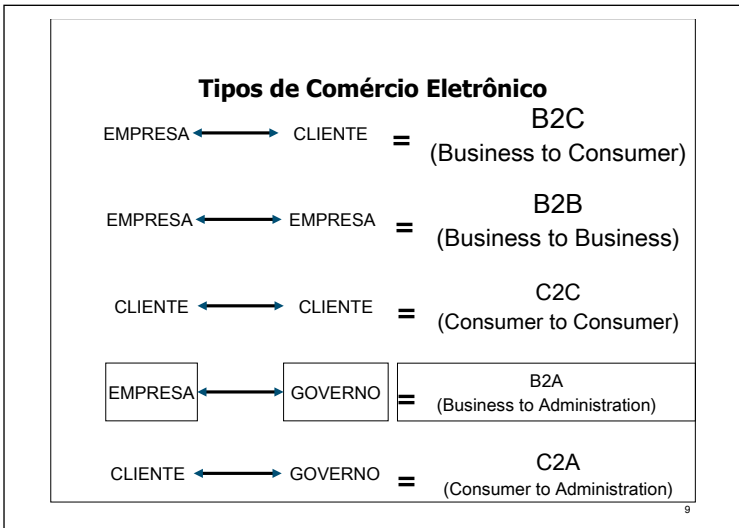 Tipos de Comércio Eletrônico
EMPRESA CLIENTE = B2C
(Business to Consumer)
EMPRESA EMPRESA = B2B
(Business to Business)
CLIENTE CLIENTE = C2C
(Consumer to Consumer)
EMPRESA GOVERNO = B2A
(Business to Administration)
CLIENTE GOVERNO = C2A
(Consumer to Administration)
9